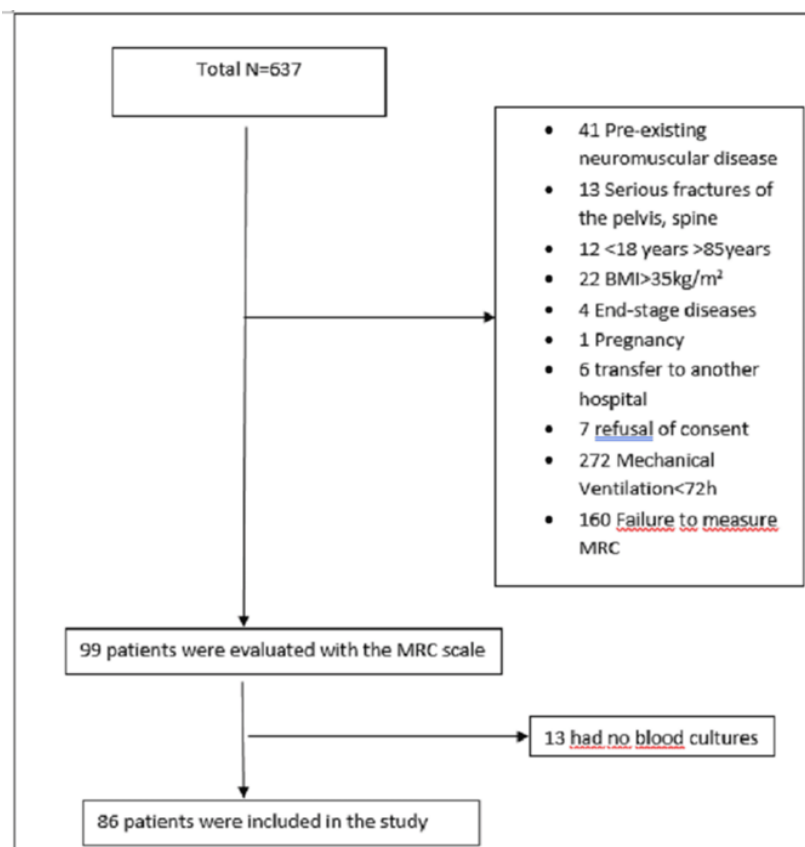 Total N=637
• 41 Pre-existing
neuromuscular disease
• 13 Serious fractures of
the pelvis, spine
• 12 <18 years >85years
• 22 BMI>35kg/m²
• 4 End-stage diseases
• 1 Pregnancy
• 6 transfer to another
hospital
• 7 refusal of consent
• 272 Mechanical
Ventilation<72h
• 160 Failure to measure
MRC
99 patients were evaluated with the MRC scale
13 had no blood cultures
86 patients were included in the study